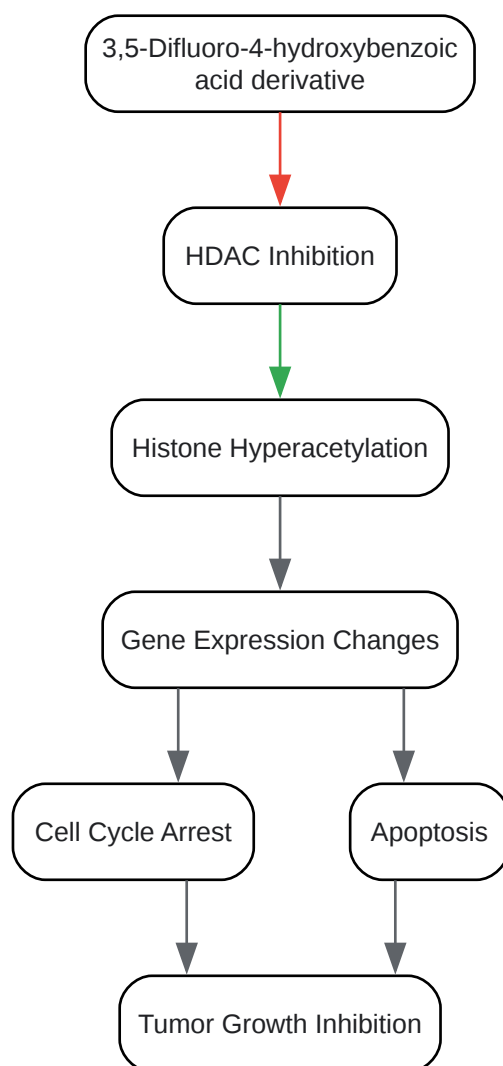 3,5-Difluoro-4-hydroxybenzoic
acid derivative
HDAC Inhibition
Histone Hyperacetylation
Gene Expression Changes
Cell Cycle Arrest
Apoptosis
Tumor Growth Inhibition